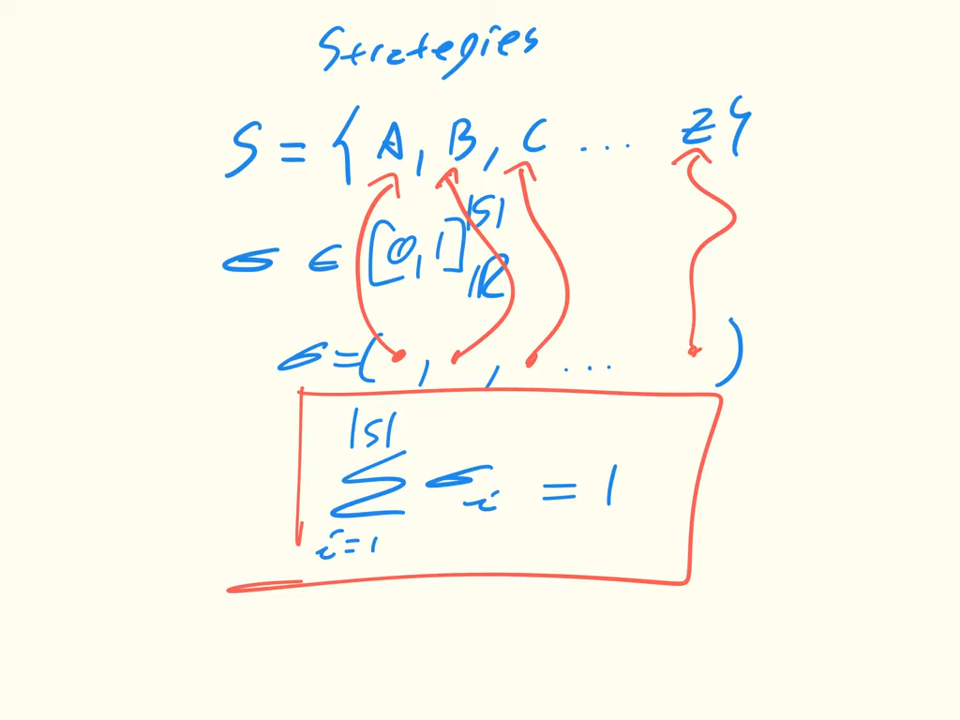 Strategies
S = { A, B, C ... Z }
σ ∈ [0,1]^|S| ℝ
σ = ( , , ... )
|S|
∑ σ_i = 1
i=1